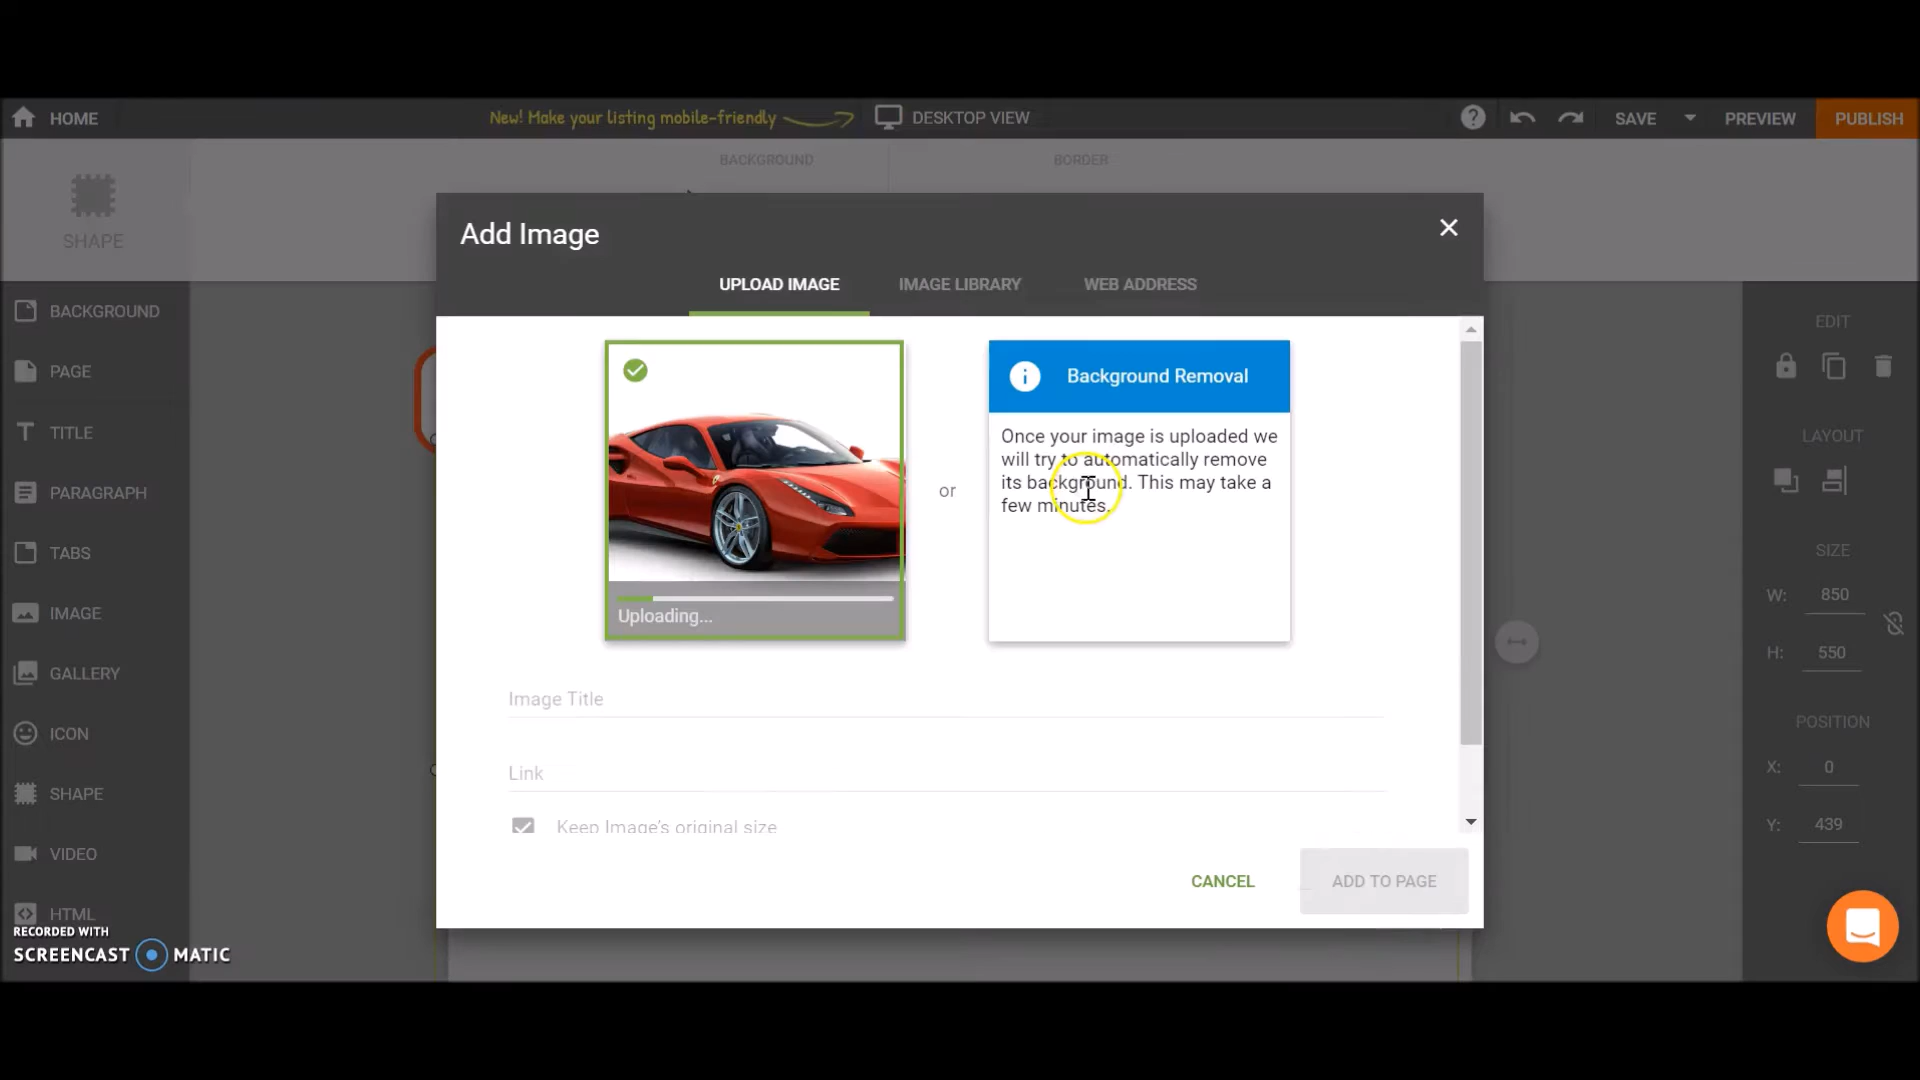 HOME
New! Make your listing mobile-friendly
DESKTOP VIEW
SAVE
PREVIEW
PUBLISH
BACKGROUND
BORDER
SHAPE
Add Image
UPLOAD IMAGE
IMAGE LIBRARY
WEB ADDRESS
BACKGROUND
PAGE
TITLE
PARAGRAPH
TABS
IMAGE
GALLERY
ICON
SHAPE
VIDEO
HTML
Uploading...
or
Background Removal
Once your image is uploaded we
will try to automatically remove
its background. This may take a
few minutes.
Image Title
Link
Keep Image's original size
CANCEL
ADD TO PAGE
EDIT
LAYOUT
SIZE
W: 850
H: 550
POSITION
X: 0
Y: 439
RECORDED WITH
SCREENCAST MATIC